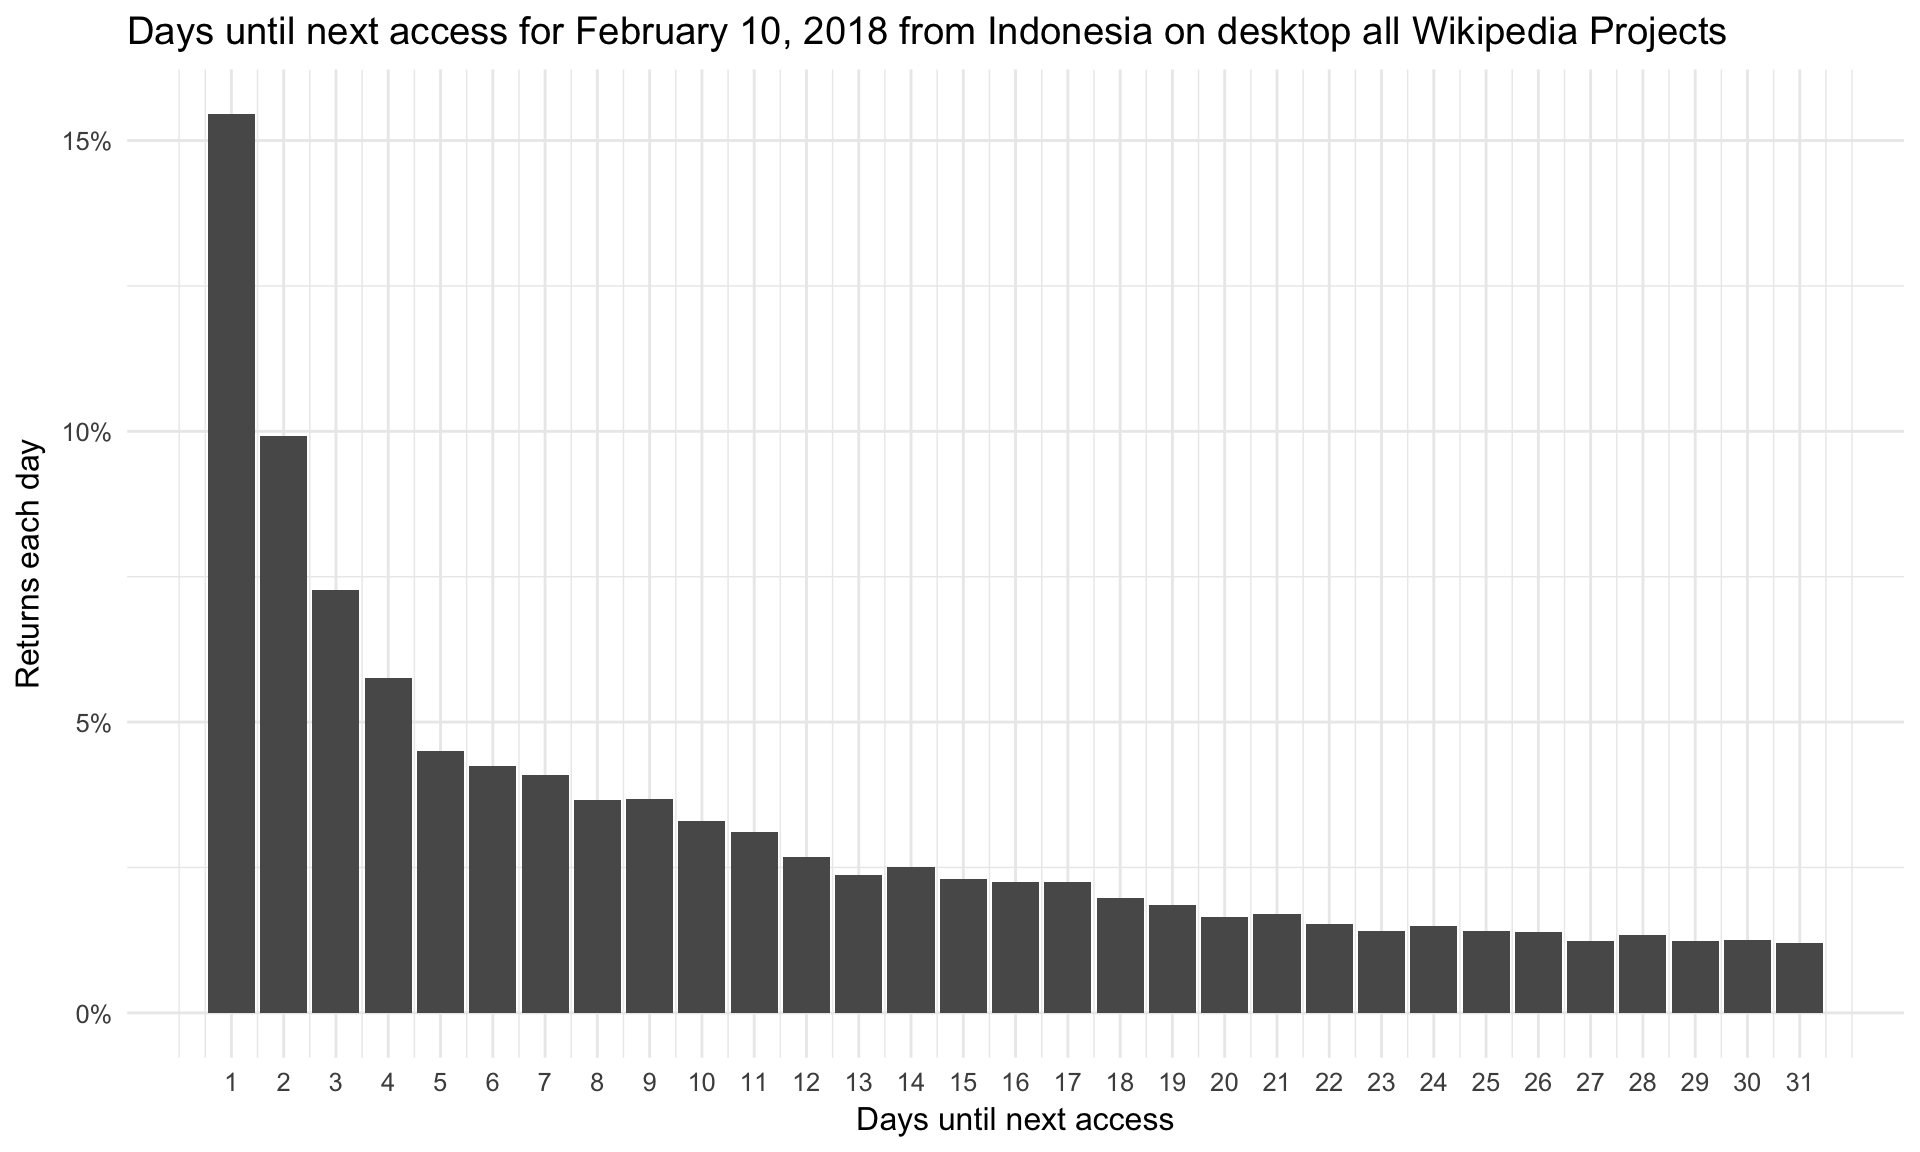 Days until next access for February 10, 2018 from Indonesia on desktop all Wikipedia Projects
Returns each day
15%
10%
5%
0%
1 2 3 4 5 6 7 8 9 10 11 12 13 14 15 16 17 18 19 20 21 22 23 24 25 26 27 28 29 30 31
Days until next access